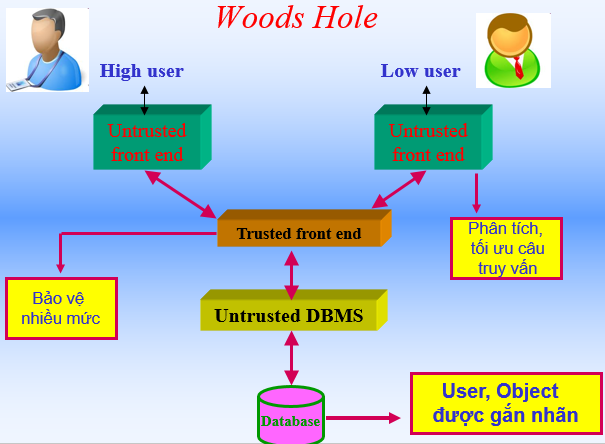 Woods Hole
High user
Low user
Untrusted
front end
Untrusted
front end
Trusted front end
Phân tích,
tối ưu câu
truy vấn
Bảo vệ
nhiều mức
Untrusted DBMS
Database
User, Object
được gắn nhãn